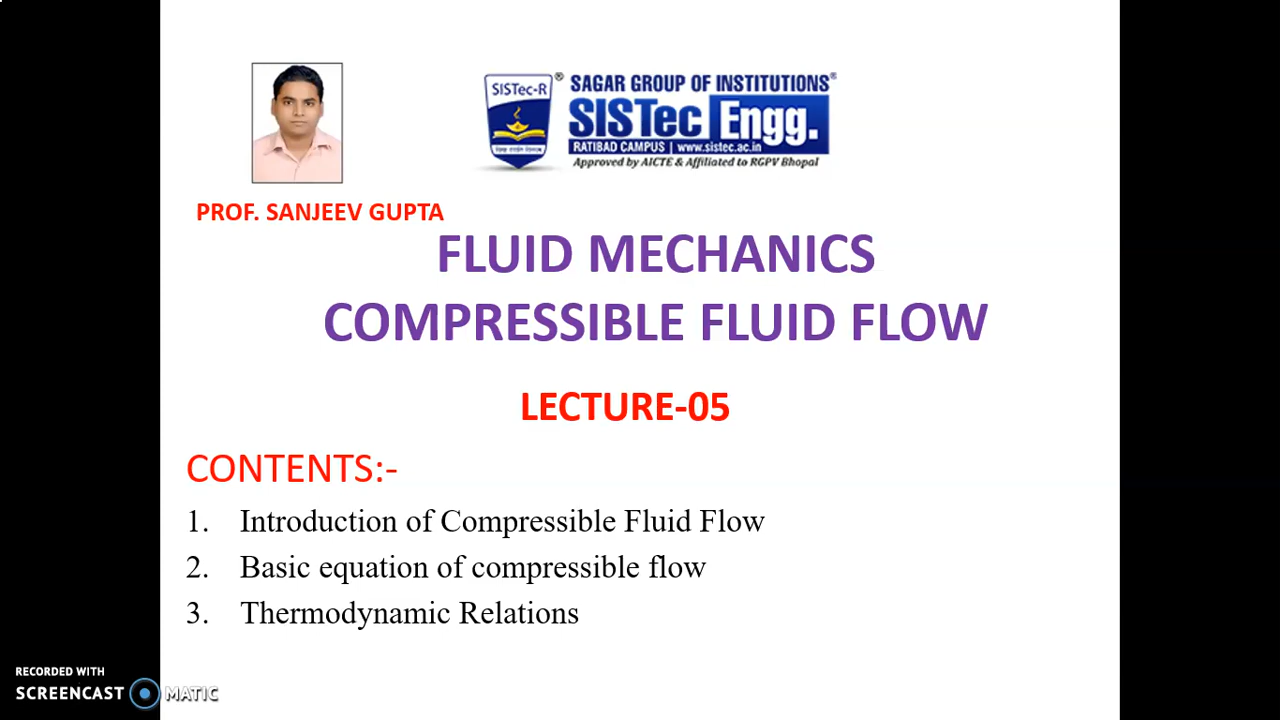 SISTec-R
SAGAR GROUP OF INSTITUTIONS®
SISTec Engg.
RATIBAD CAMPUS | www.sistec.ac.in
Approved by AICTE & Affiliated to RGPV Bhopal
PROF. SANJEEV GUPTA
FLUID MECHANICS
COMPRESSIBLE FLUID FLOW
LECTURE-05
CONTENTS:-
1. Introduction of Compressible Fluid Flow
2. Basic equation of compressible flow
3. Thermodynamic Relations
RECORDED WITH
SCREENCAST MATIC